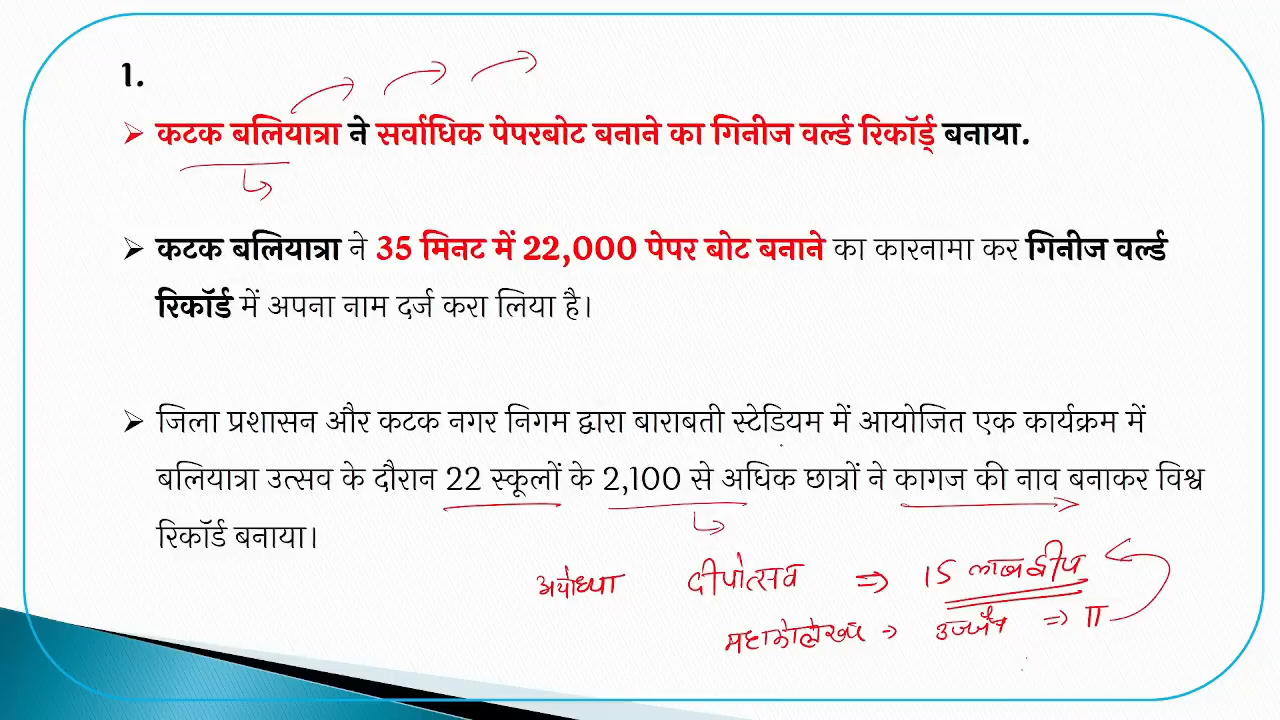 1.
➢ कटक बलियात्रा ने सर्वाधिक पेपरबोट बनाने का गिनीज वर्ल्ड रिकॉर्ड् बनाया.
➢ कटक बलियात्रा ने 35 मिनट में 22,000 पेपर बोट बनाने का कारनामा कर गिनीज वर्ल्ड
रिकॉर्ड में अपना नाम दर्ज करा लिया है।
➢ जिला प्रशासन और कटक नगर निगम द्वारा बाराबती स्टेडियम में आयोजित एक कार्यक्रम में
बलियात्रा उत्सव के दौरान 22 स्कूलों के 2,100 से अधिक छात्रों ने कागज की नाव बनाकर विश्व
रिकॉर्ड बनाया।
अयोध्या दीपोत्सव ⇒ 15 लाख दीप
⇒ उज्जैन ⇒ II